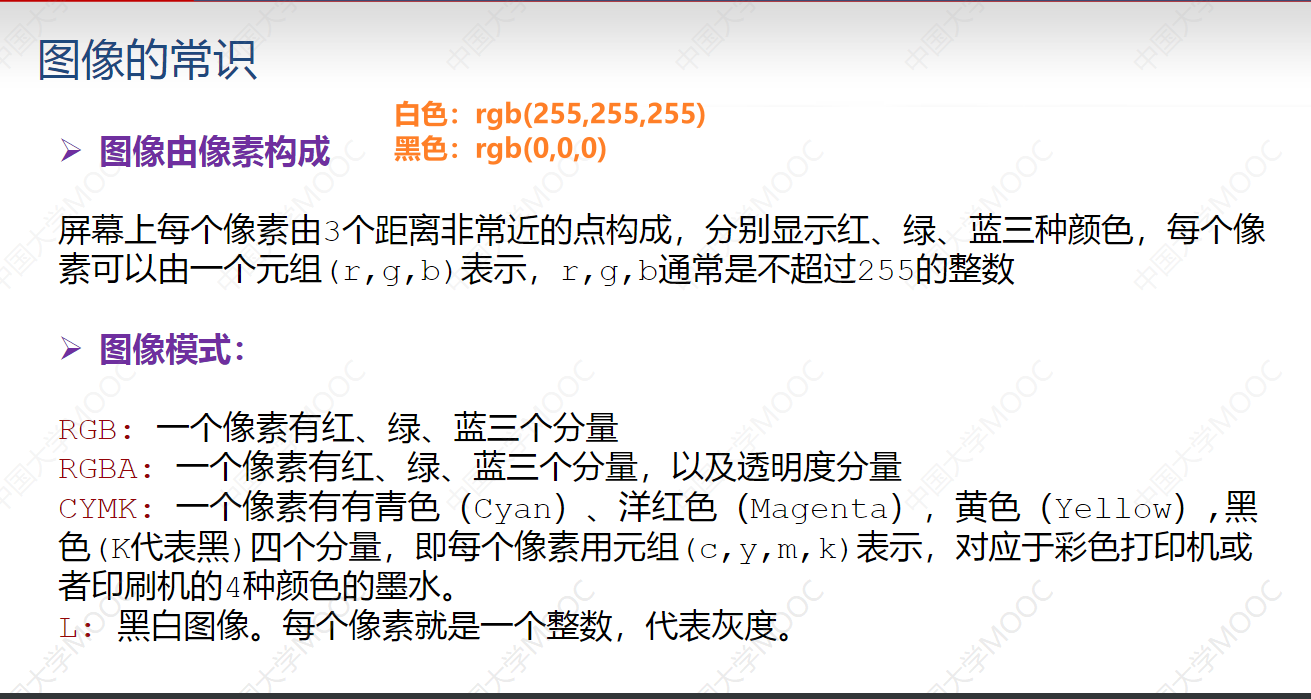 图像的常识
白色：rgb(255,255,255)
黑色：rgb(0,0,0)
➢ 图像由像素构成
屏幕上每个像素由3个距离非常近的点构成，分别显示红、绿、蓝三种颜色，每个像
素可以由一个元组(r,g,b)表示，r,g,b通常是不超过255的整数
➢ 图像模式：
RGB: 一个像素有红、绿、蓝三个分量
RGBA: 一个像素有红、绿、蓝三个分量，以及透明度分量
CYMK: 一个像素有有青色（Cyan）、洋红色（Magenta），黄色（Yellow）,黑
色(K代表黑)四个分量，即每个像素用元组(c,y,m,k)表示，对应于彩色打印机或
者印刷机的4种颜色的墨水。
L: 黑白图像。每个像素就是一个整数，代表灰度。
中国大学MOOC